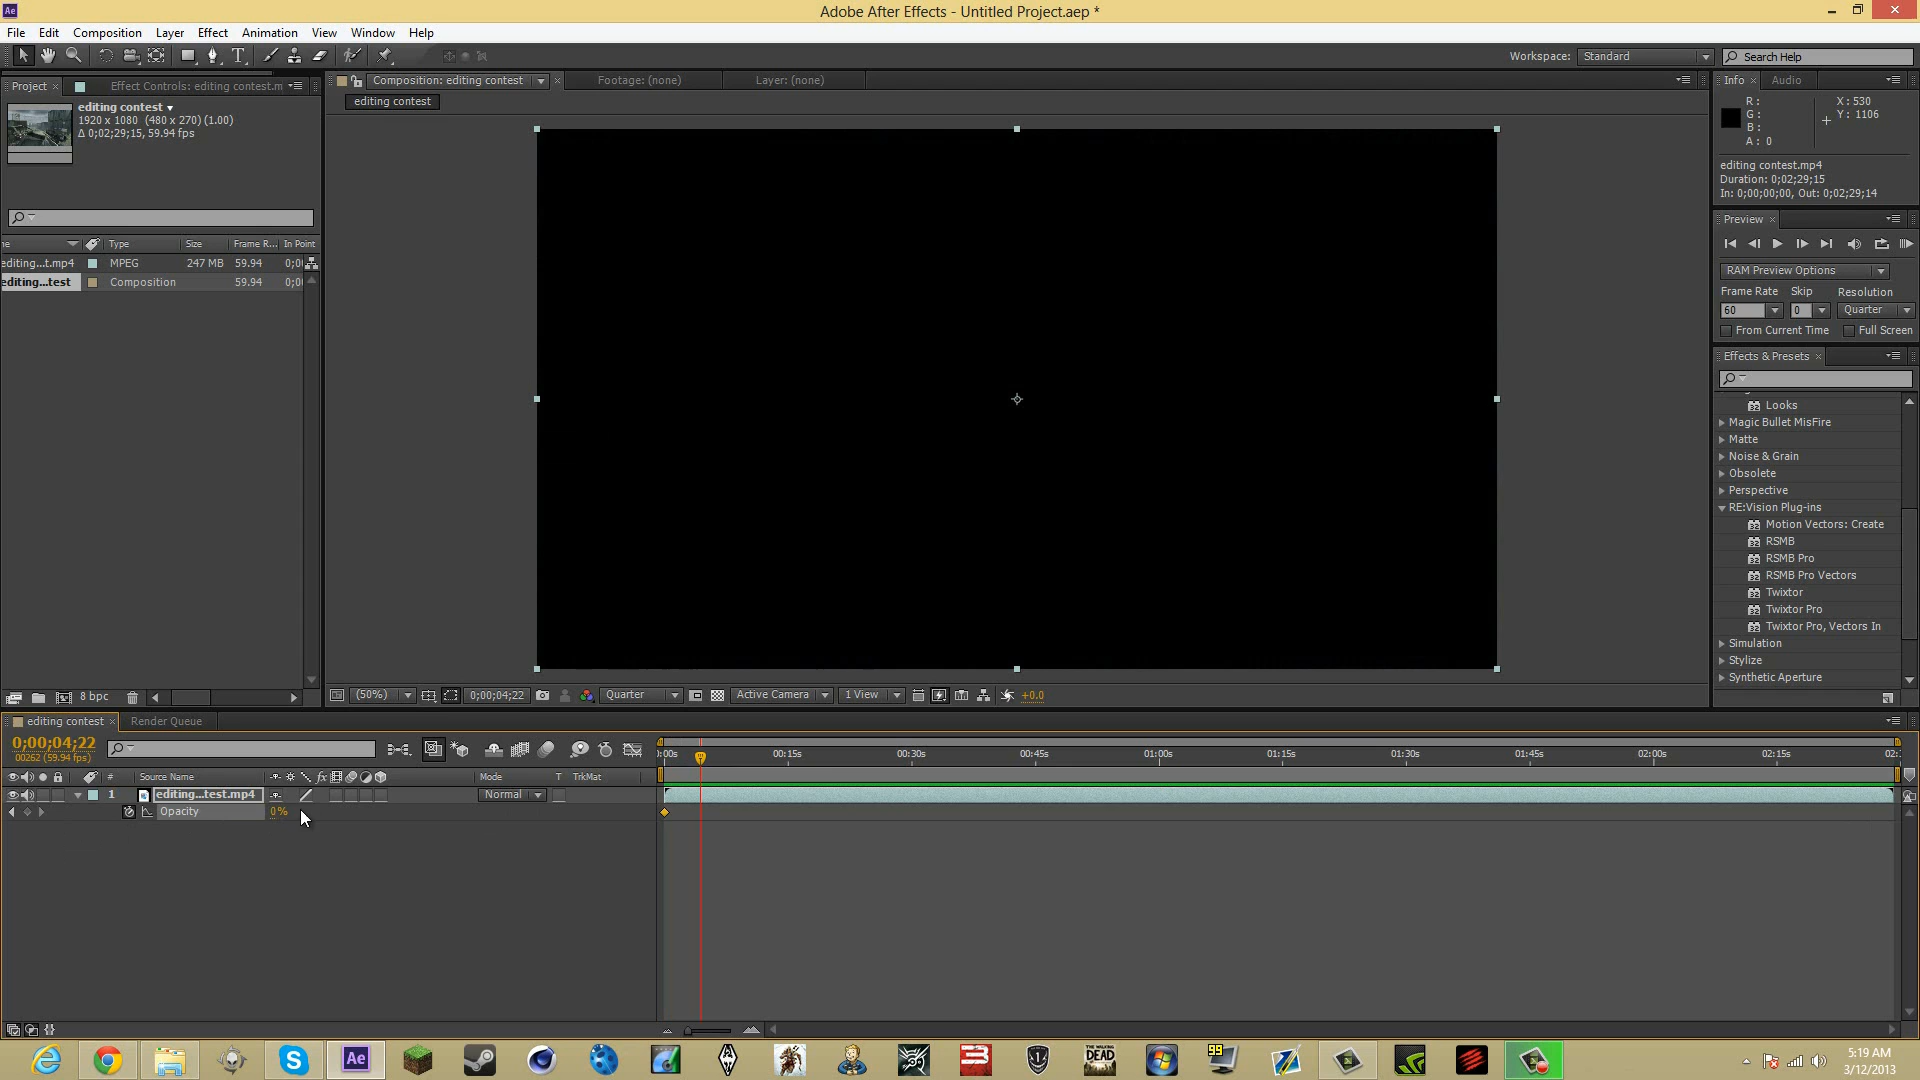 Adobe After Effects - Untitled Project.aep *
File Edit Composition Layer Effect Animation View Window Help
Workspace: Standard Search Help
Project Effect Controls: editing contest.m
Composition: editing contest Footage: (none) Layer: (none)
Info Audio
editing contest
1920 x 1080 (480 x 270) (1.00)
Δ 0;02;29;15, 59.94 fps
editing contest
R :
G :
B :
A : 0
X : 530
Y : 1106
editing contest.mp4
Duration: 0;02;29;15
In: 0;00;00;00, Out: 0;02;29;14
Preview
RAM Preview Options
Frame Rate Skip Resolution
60 0 Quarter
From Current Time Full Screen
Effects & Presets
Looks
Magic Bullet MisFire
Matte
Noise & Grain
Obsolete
Perspective
RE:Vision Plug-ins
Motion Vectors: Create
RSMB
RSMB Pro
RSMB Pro Vectors
Twixtor
Twixtor Pro
Twixtor Pro, Vectors In
Simulation
Stylize
Synthetic Aperture
ne Type Size Frame R... In Point
editing...t.mp4 MPEG 247 MB 59.94 0;0(
editing...test Composition 59.94 0;0(
8 bpc
(50%) 0;00;04;22 Quarter Active Camera 1 View +0.0
editing contest Render Queue
0;00;04;22
00262 (59.94 fps)
):00s 00:15s 00:30s 00:45s 01:00s 01:15s 01:30s 01:45s 02:00s 02:15s 02:
# Source Name fx Mode T TrkMat
1 editing...test.mp4 Normal
Opacity 0%
5:19 AM
3/12/2013